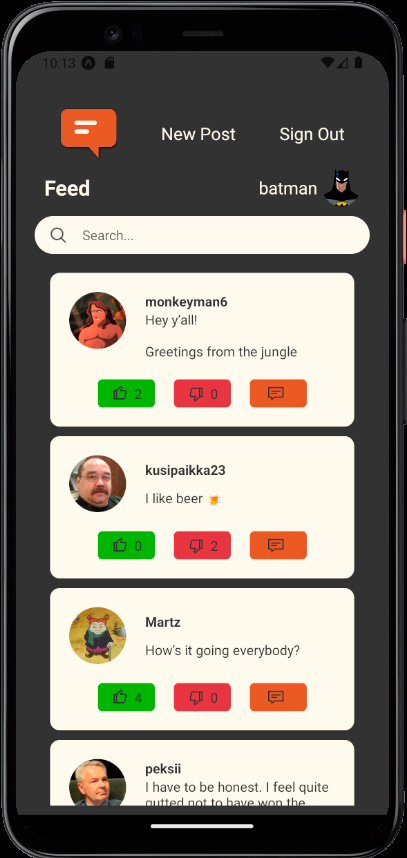 10:13
New Post
Sign Out
Feed
batman
Search...
monkeyman6
Hey y'all!
Greetings from the jungle
2
0
kusipaikka23
I like beer 🍺
0
2
Martz
How's it going everybody?
4
0
peksii
I have to be honest. I feel quite
gutted not to have won the